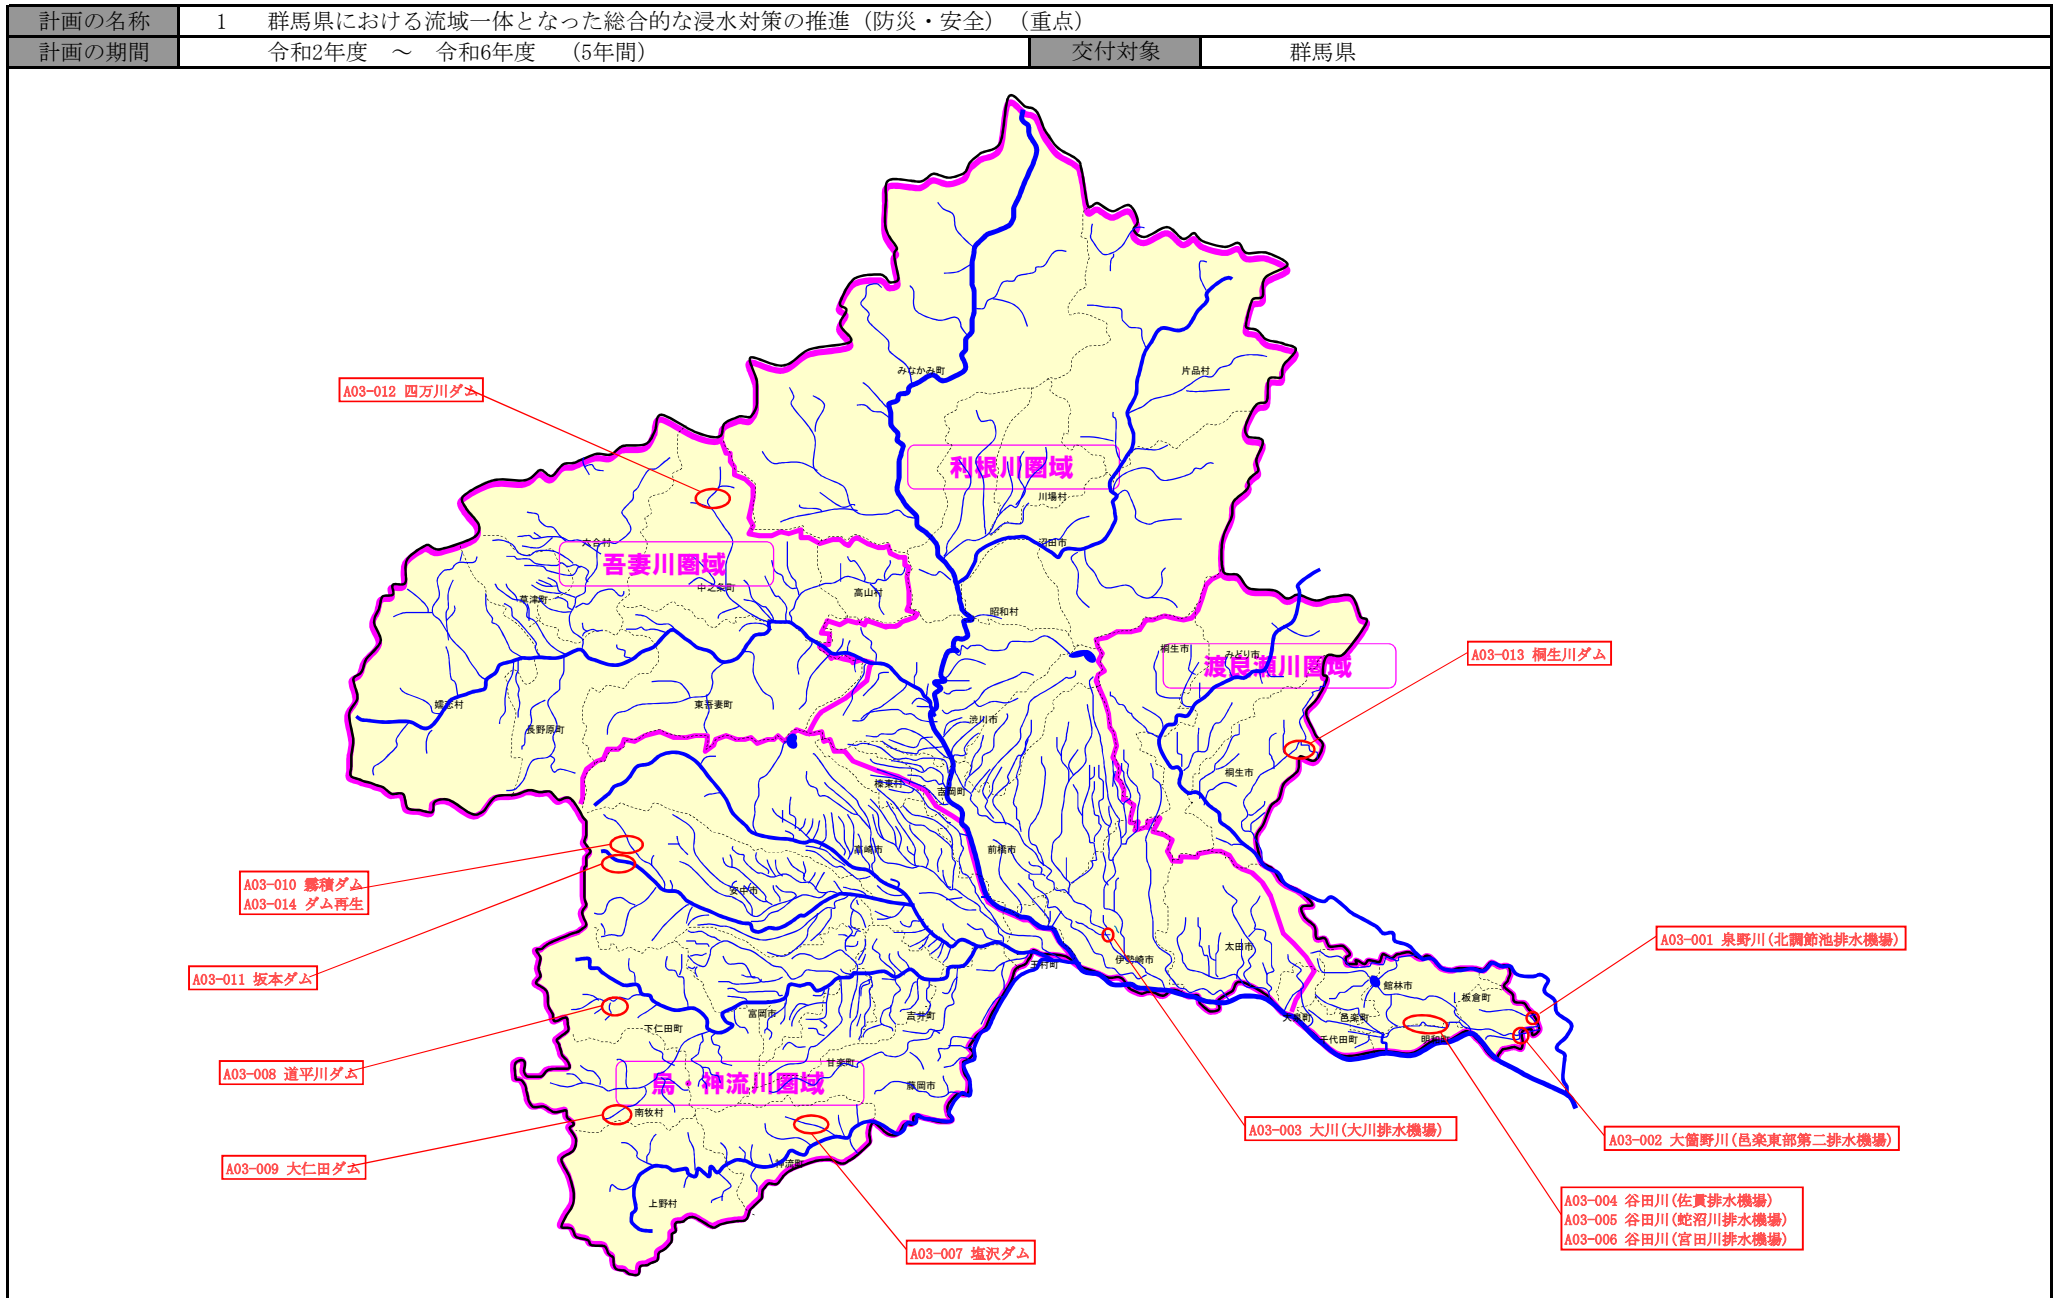 計画の名称 1 群馬県における流域一体となった総合的な浸水対策の推進（防災・安全）（重点）
計画の期間 令和2年度 ～ 令和6年度 （5年間） 交付対象 群馬県
みなかみ町
片品村
A03-012 四万川ダム
利根川圏域
川場村
六合村
沼田市
吾妻川圏域
中之条町
高山村
草津町
昭和村
桐生市
みどり市
渡良瀬川圏域
A03-013 桐生川ダム
嬬恋村
東吾妻町
渋川市
長野原町
桐生市
榛東村
吉岡町
高崎市
前橋市
A03-010 霧積ダム
A03-014 ダム再生
安中市
太田市
A03-001 泉野川(北調節池排水機場)
伊勢崎市
玉村町
A03-011 坂本ダム
館林市
板倉町
富岡市
吉井町
大泉町
邑楽町
下仁田町
千代田町
明和町
甘楽町
A03-008 道平川ダム
烏・神流川圏域
藤岡市
南牧村
A03-003 大川(大川排水機場)
A03-002 大箇野川(邑楽東部第二排水機場)
A03-009 大仁田ダム
神流町
上野村
A03-004 谷田川(佐貫排水機場)
A03-005 谷田川(蛇沼川排水機場)
A03-006 谷田川(宮田川排水機場)
A03-007 塩沢ダム